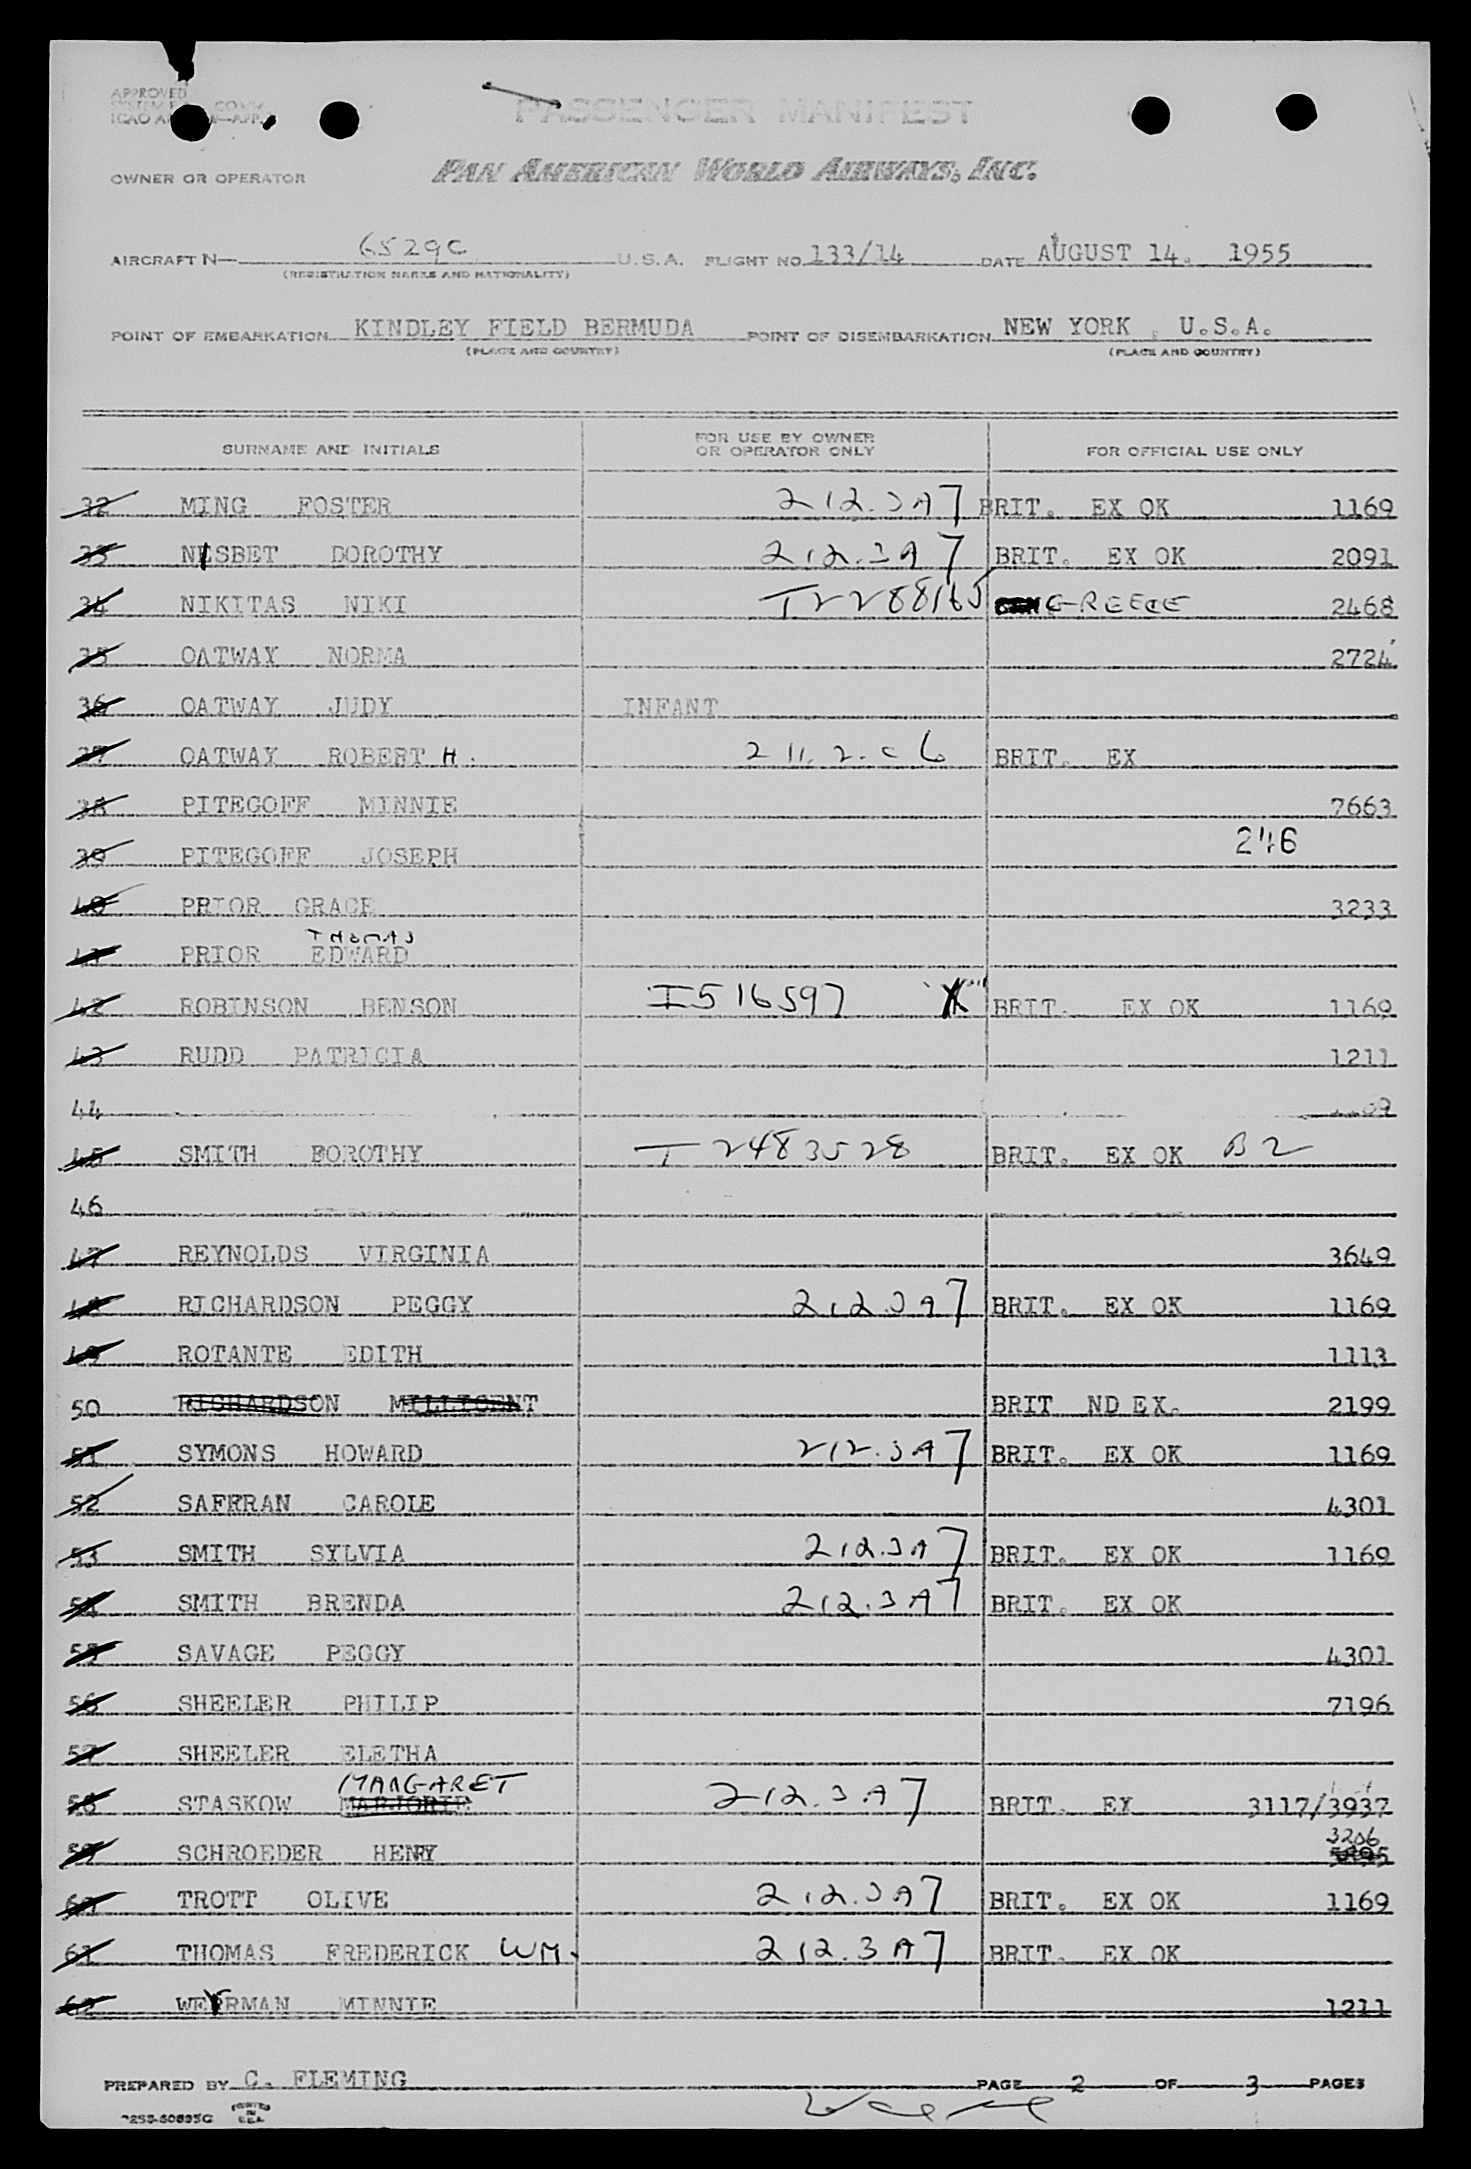 APPROVED
PASSENGER MANIFEST
OWNER OR OPERATOR PAN AMERICAN WORLD AIRWAYS, INC.
AIRCRAFT N— 6529C U.S.A. FLIGHT NO. 133/14 DATE AUGUST 14. 1955
(REGISTRATION MARKS AND NATIONALITY)
POINT OF EMBARKATION KINDLEY FIELD BERMUDA POINT OF DISEMBARKATION NEW YORK , U.S.A.
(PLACE AND COUNTRY) (PLACE AND COUNTRY)
SURNAME AND INITIALS FOR USE BY OWNER OR OPERATOR ONLY FOR OFFICIAL USE ONLY
32 MING FOSTER 212.3A7 BRIT. EX OK 1169
33 NISBET DOROTHY 212.3A7 BRIT. EX OK 2091
34 NIKITAS NIKI T2288165 GREECE 2468
35 OATWAY NORMA 2724
36 OATWAY JUDY INFANT
37 OATWAY ROBERT H. 211.2.C6 BRIT. EX
38 PITEGOFF MINNIE 7663
246
39 PITEGOFF JOSEPH
40 PRIOR GRACE 3233
THOMAS
41 PRIOR EDWARD
42 ROBINSON BENSON I516597 "X" BRIT. EX OK 1169
43 RUDD PATRICIA 1211
44
45 SMITH DOROTHY T2483528 BRIT. EX OK B2
46
47 REYNOLDS VIRGINIA 3649
48 RICHARDSON PEGGY 212.3A7 BRIT. EX OK 1169
49 ROTANTE EDITH 1113
50 RICHARDSON MILLICENT BRIT ND EX. 2199
51 SYMONS HOWARD 212.3A7 BRIT. EX OK 1169
52 SAFRRAN CAROLE 4301
53 SMITH SYLVIA 212.3A7 BRIT. EX OK 1169
54 SMITH BRENDA 212.3A7 BRIT. EX OK
55 SAVAGE PEGGY 4301
56 SHEELER PHILIP 7196
57 SHEELER ELETHA
MARGARET
58 STASKOW MARJORIE 212.3A7 BRIT. EX 3117/3937
3206
59 SCHROEDER HENRY 5895
60 TROTT OLIVE 212.3A7 BRIT. EX OK 1169
61 THOMAS FREDERICK WM. 212.3A7 BRIT. EX OK
62 WEYRMAN MINNIE 1211
PREPARED BY C. FLEMING PAGE 2 OF 3 PAGES
PRINTED IN U.S.A.